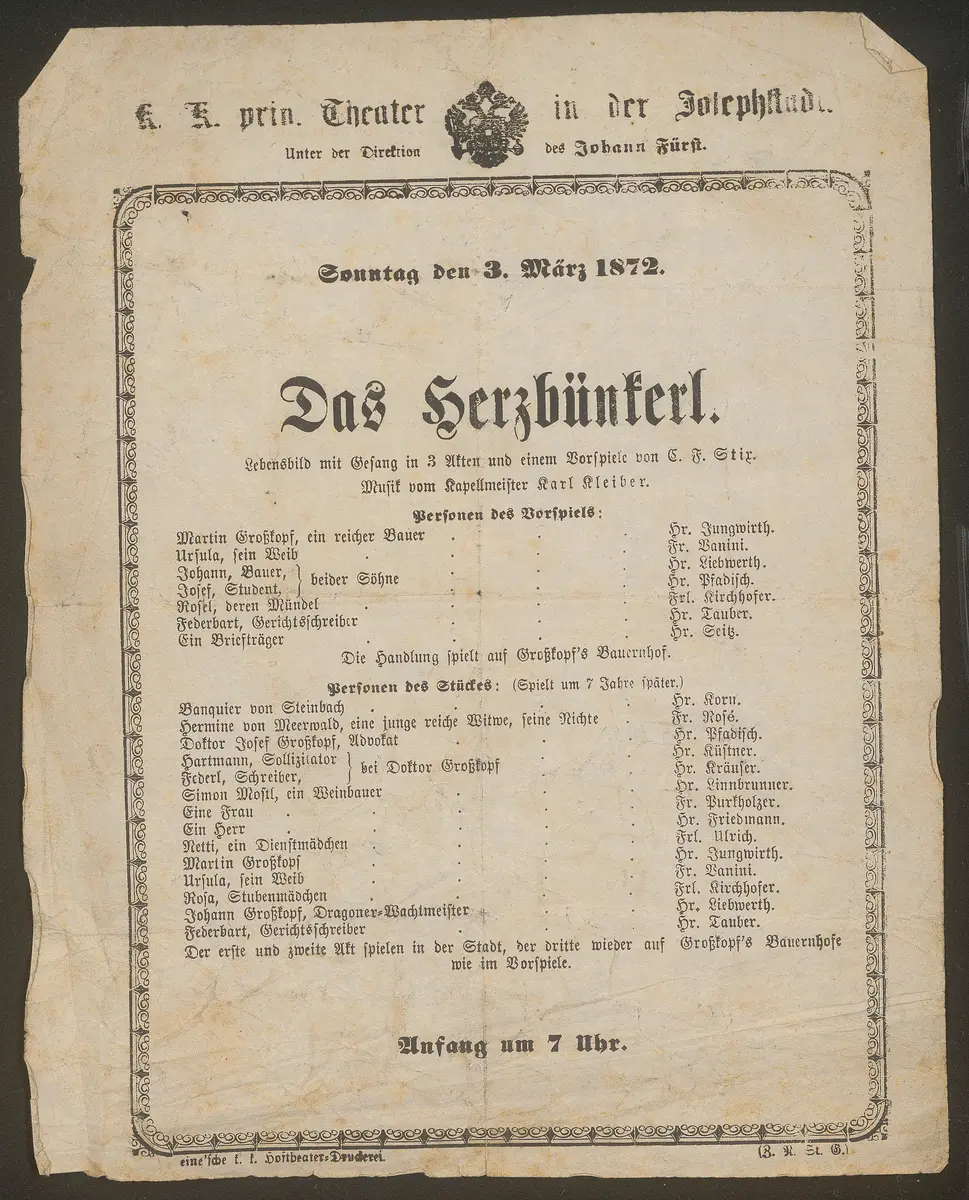 K. K. priv. Theater in der Josephstadt.
Unter der Direktion des Johann Fürst.
Sonntag den 3. März 1872.
Das Herzbünkerl.
Lebensbild mit Gesang in 3 Akten und einem Vorspiele von C. F. Stix.
Musik vom Kapellmeister Karl Kleiber.
Personen des Vorspiels:
Martin Großkopf, ein reicher Bauer . . . Hr. Jungwirth.
Ursula, sein Weib . . . . Fr. Vanini.
Johann, Bauer, } beider Söhne . . . Hr. Liebwerth.
Josef, Student, } . . . Hr. Pfadisch.
Rosel, deren Mündel . . . . Frl. Kirchhofer.
Federbart, Gerichtsschreiber . . . Hr. Tauber.
Ein Briefträger . . . . Hr. Seitz.
Die Handlung spielt auf Großkopf's Bauernhof.
Personen des Stückes: (Spielt um 7 Jahre später.)
Banquier von Steinbach . . . . Hr. Korn.
Hermine von Meerwald, eine junge reiche Witwe, seine Nichte . Fr. Rosé.
Doktor Josef Großkopf, Advokat . . . Hr. Pfadisch.
Hartmann, Sollizitator } bei Doktor Großkopf . . Hr. Küstner.
Federl, Schreiber, } . . Hr. Kräuser.
Simon Mostl, ein Weinbauer . . . Hr. Linnbrunner.
Eine Frau . . . . . Fr. Purkholzer.
Ein Herr . . . . . Hr. Friedmann.
Netti, ein Dienstmädchen . . . . Frl. Ulrich.
Martin Großkopf . . . . Hr. Jungwirth.
Ursula, sein Weib . . . . Fr. Vanini.
Rosa, Stubenmädchen . . . . Frl. Kirchhofer.
Johann Großkopf, Dragoner-Wachtmeister . . . Hr. Liebwerth.
Federbart, Gerichtsschreiber . . . Hr. Tauber.
Der erste und zweite Akt spielen in der Stadt, der dritte wieder auf Großkopf's Bauernhofe
wie im Vorspiele.
Anfang um 7 Uhr.
eine'sche k. k. Hoftheater-Druckerei. (Z. N. St. G.)